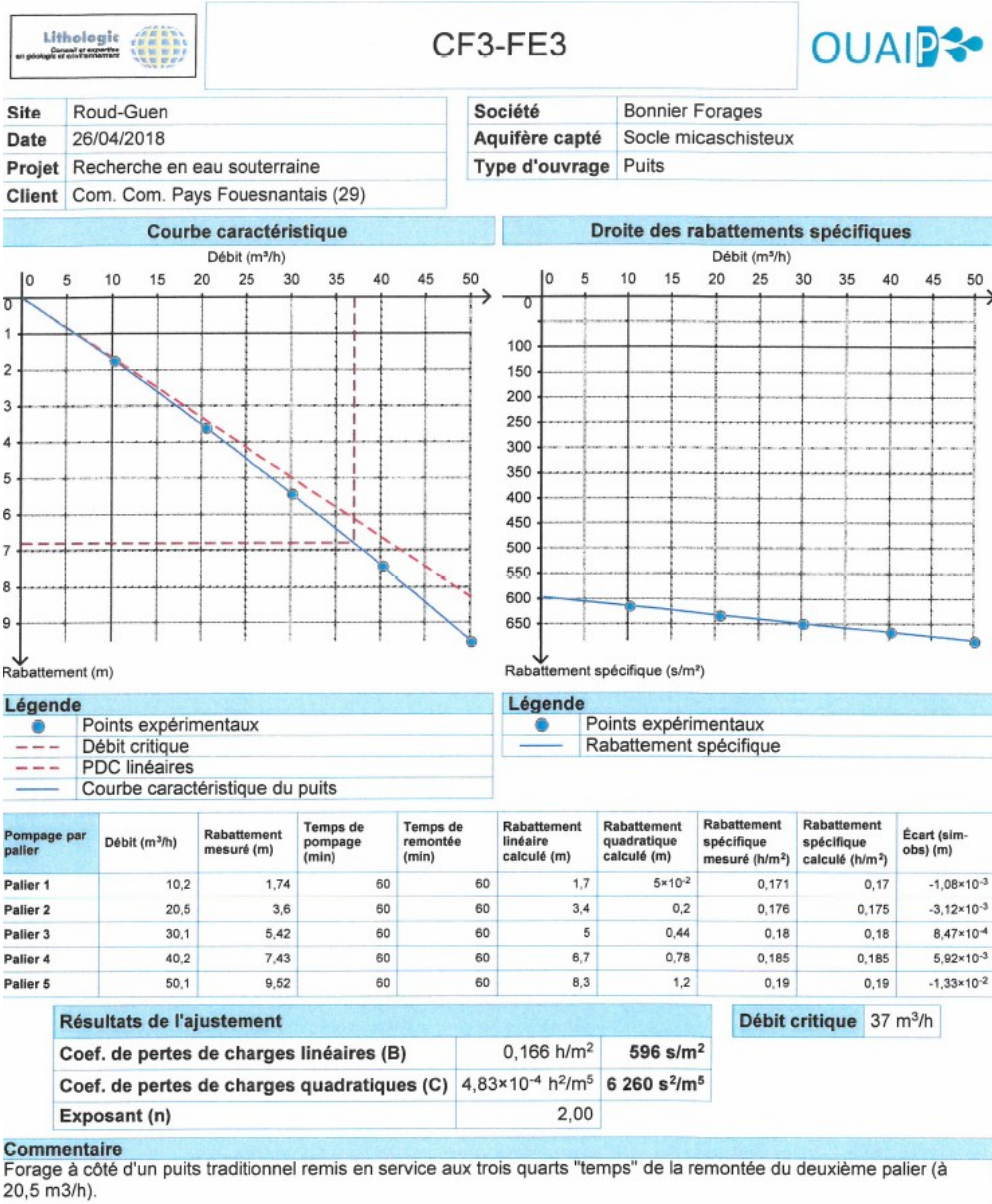 Lithologic
Conseil et expertise
en géologie et environnement
CF3-FE3
OUAIP
Site Roud-Guen
Date 26/04/2018
Projet Recherche en eau souterraine
Client Com. Com. Pays Fouesnantais (29)
Société Bonnier Forages
Aquifère capté Socle micaschisteux
Type d'ouvrage Puits
Courbe caractéristique
Débit (m³/h)
0 5 10 15 20 25 30 35 40 45 50
0
1
2
3
4
5
6
7
8
9
Rabattement (m)
Droite des rabattements spécifiques
Débit (m³/h)
0 5 10 15 20 25 30 35 40 45 50
0
100
150
200
250
300
350
400
450
500
550
600
650
Rabattement spécifique (s/m²)
Légende
Points expérimentaux
Débit critique
PDC linéaires
Courbe caractéristique du puits
Légende
Points expérimentaux
Rabattement spécifique
Pompage par palier Débit (m³/h) Rabattement mesuré (m) Temps de pompage (min) Temps de remontée (min) Rabattement linéaire calculé (m) Rabattement quadratique calculé (m) Rabattement spécifique mesuré (h/m²) Rabattement spécifique calculé (h/m²) Écart (sim-obs) (m)
Palier 1 10,2 1,74 60 60 1,7 5×10⁻² 0,171 0,17 -1,08×10⁻³
Palier 2 20,5 3,6 60 60 3,4 0,2 0,176 0,175 -3,12×10⁻³
Palier 3 30,1 5,42 60 60 5 0,44 0,18 0,18 8,47×10⁻⁴
Palier 4 40,2 7,43 60 60 6,7 0,78 0,185 0,185 5,92×10⁻³
Palier 5 50,1 9,52 60 60 8,3 1,2 0,19 0,19 -1,33×10⁻²
Résultats de l'ajustement
Coef. de pertes de charges linéaires (B) 0,166 h/m² 596 s/m²
Coef. de pertes de charges quadratiques (C) 4,83×10⁻⁴ h²/m⁵ 6 260 s²/m⁵
Exposant (n) 2,00
Débit critique 37 m³/h
Commentaire
Forage à côté d'un puits traditionnel remis en service aux trois quarts "temps" de la remontée du deuxième palier (à
20,5 m3/h).